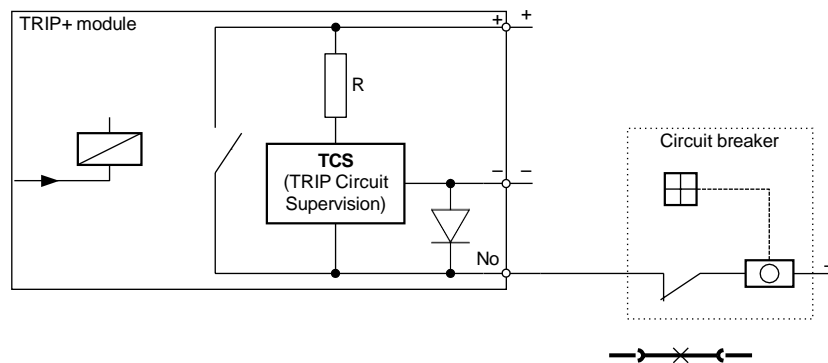 TRIP+ module
+ +
R
TCS
(TRIP Circuit
Supervision)
Circuit breaker
– –
No
-